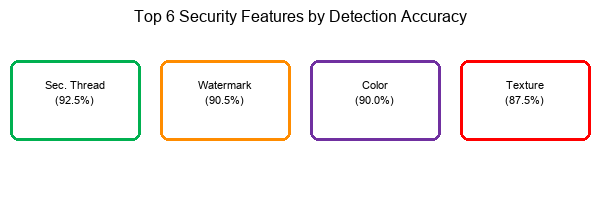 Top 6 Security Features by Detection Accuracy
Sec. Thread
(92.5%)
Watermark
(90.5%)
Color
(90.0%)
Texture
(87.5%)